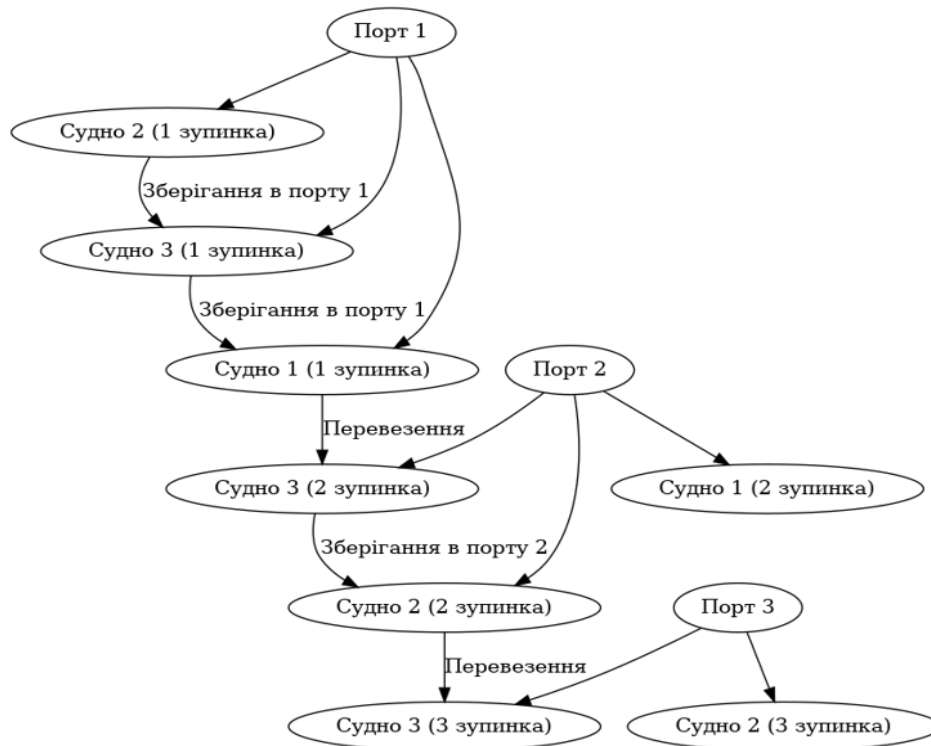 Порт 1
Судно 2 (1 зупинка)
Зберігання в порту 1
Судно 3 (1 зупинка)
Зберігання в порту 1
Судно 1 (1 зупинка)
Порт 2
Перевезення
Судно 3 (2 зупинка)
Судно 1 (2 зупинка)
Зберігання в порту 2
Судно 2 (2 зупинка)
Порт 3
Перевезення
Судно 3 (3 зупинка)
Судно 2 (3 зупинка)